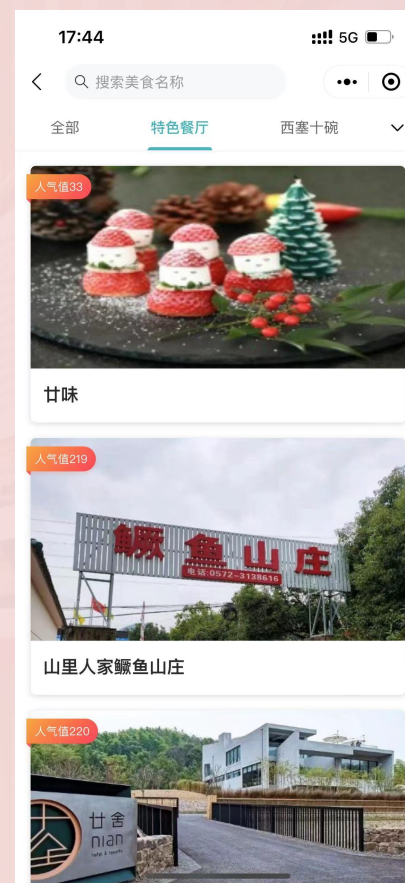 17:44
5G
搜索美食名称
全部 特色餐厅 西塞十碗
人气值33
廿味
人气值219
鳜鱼山庄
电话:0572-3138616
山里人家鳜鱼山庄
人气值220
廿舍
nian
hotel & resorts